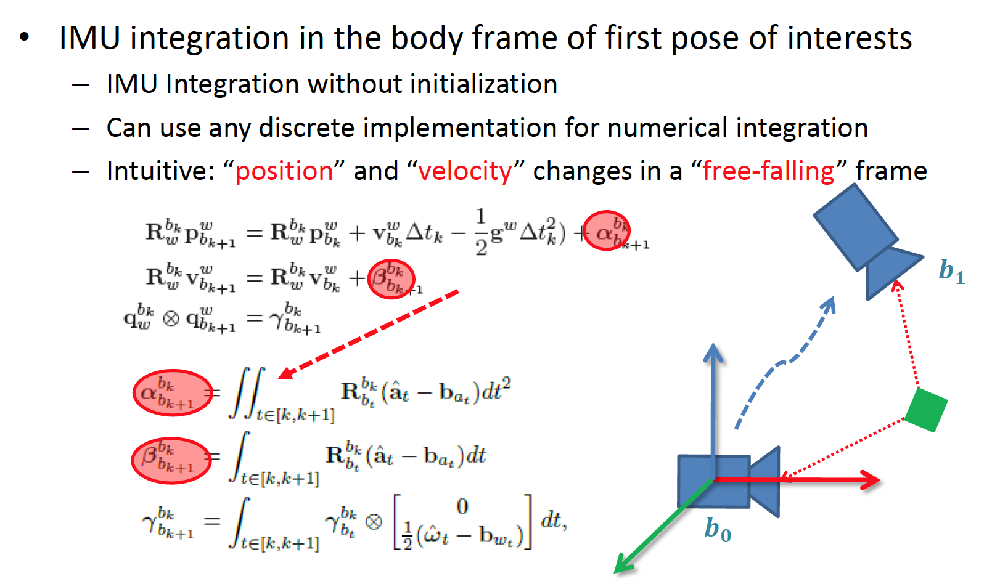 • IMU integration in the body frame of first pose of interests
– IMU Integration without initialization
– Can use any discrete implementation for numerical integration
– Intuitive: “position” and “velocity” changes in a “free-falling” frame
$\mathbf{R}_w^{b_k} \mathbf{p}_{b_{k+1}}^w = \mathbf{R}_w^{b_k} \mathbf{p}_{b_k}^w + \mathbf{v}_{b_k}^w \Delta t_k - \frac{1}{2} \mathbf{g}^w \Delta t_k^2) + \boldsymbol{\alpha}_{b_{k+1}}^{b_k}$
$\mathbf{R}_w^{b_k} \mathbf{v}_{b_{k+1}}^w = \mathbf{R}_w^{b_k} \mathbf{v}_{b_k}^w + \boldsymbol{\beta}_{b_{k+1}}^{b_k}$
$\mathbf{q}_w^{b_k} \otimes \mathbf{q}_{b_{k+1}}^w = \boldsymbol{\gamma}_{b_{k+1}}^{b_k}$
$\boldsymbol{\alpha}_{b_{k+1}}^{b_k} = \iint_{t \in [k,k+1]} \mathbf{R}_{b_t}^{b_k} (\hat{\mathbf{a}}_t - \mathbf{b}_{a_t}) dt^2$
$\boldsymbol{\beta}_{b_{k+1}}^{b_k} = \int_{t \in [k,k+1]} \mathbf{R}_{b_t}^{b_k} (\hat{\mathbf{a}}_t - \mathbf{b}_{a_t}) dt$
$\boldsymbol{\gamma}_{b_{k+1}}^{b_k} = \int_{t \in [k,k+1]} \boldsymbol{\gamma}_{b_t}^{b_k} \otimes \begin{bmatrix} 0 \\ \frac{1}{2} (\hat{\boldsymbol{\omega}}_t - \mathbf{b}_{w_t}) \end{bmatrix} dt,$
$b_1$
$b_0$